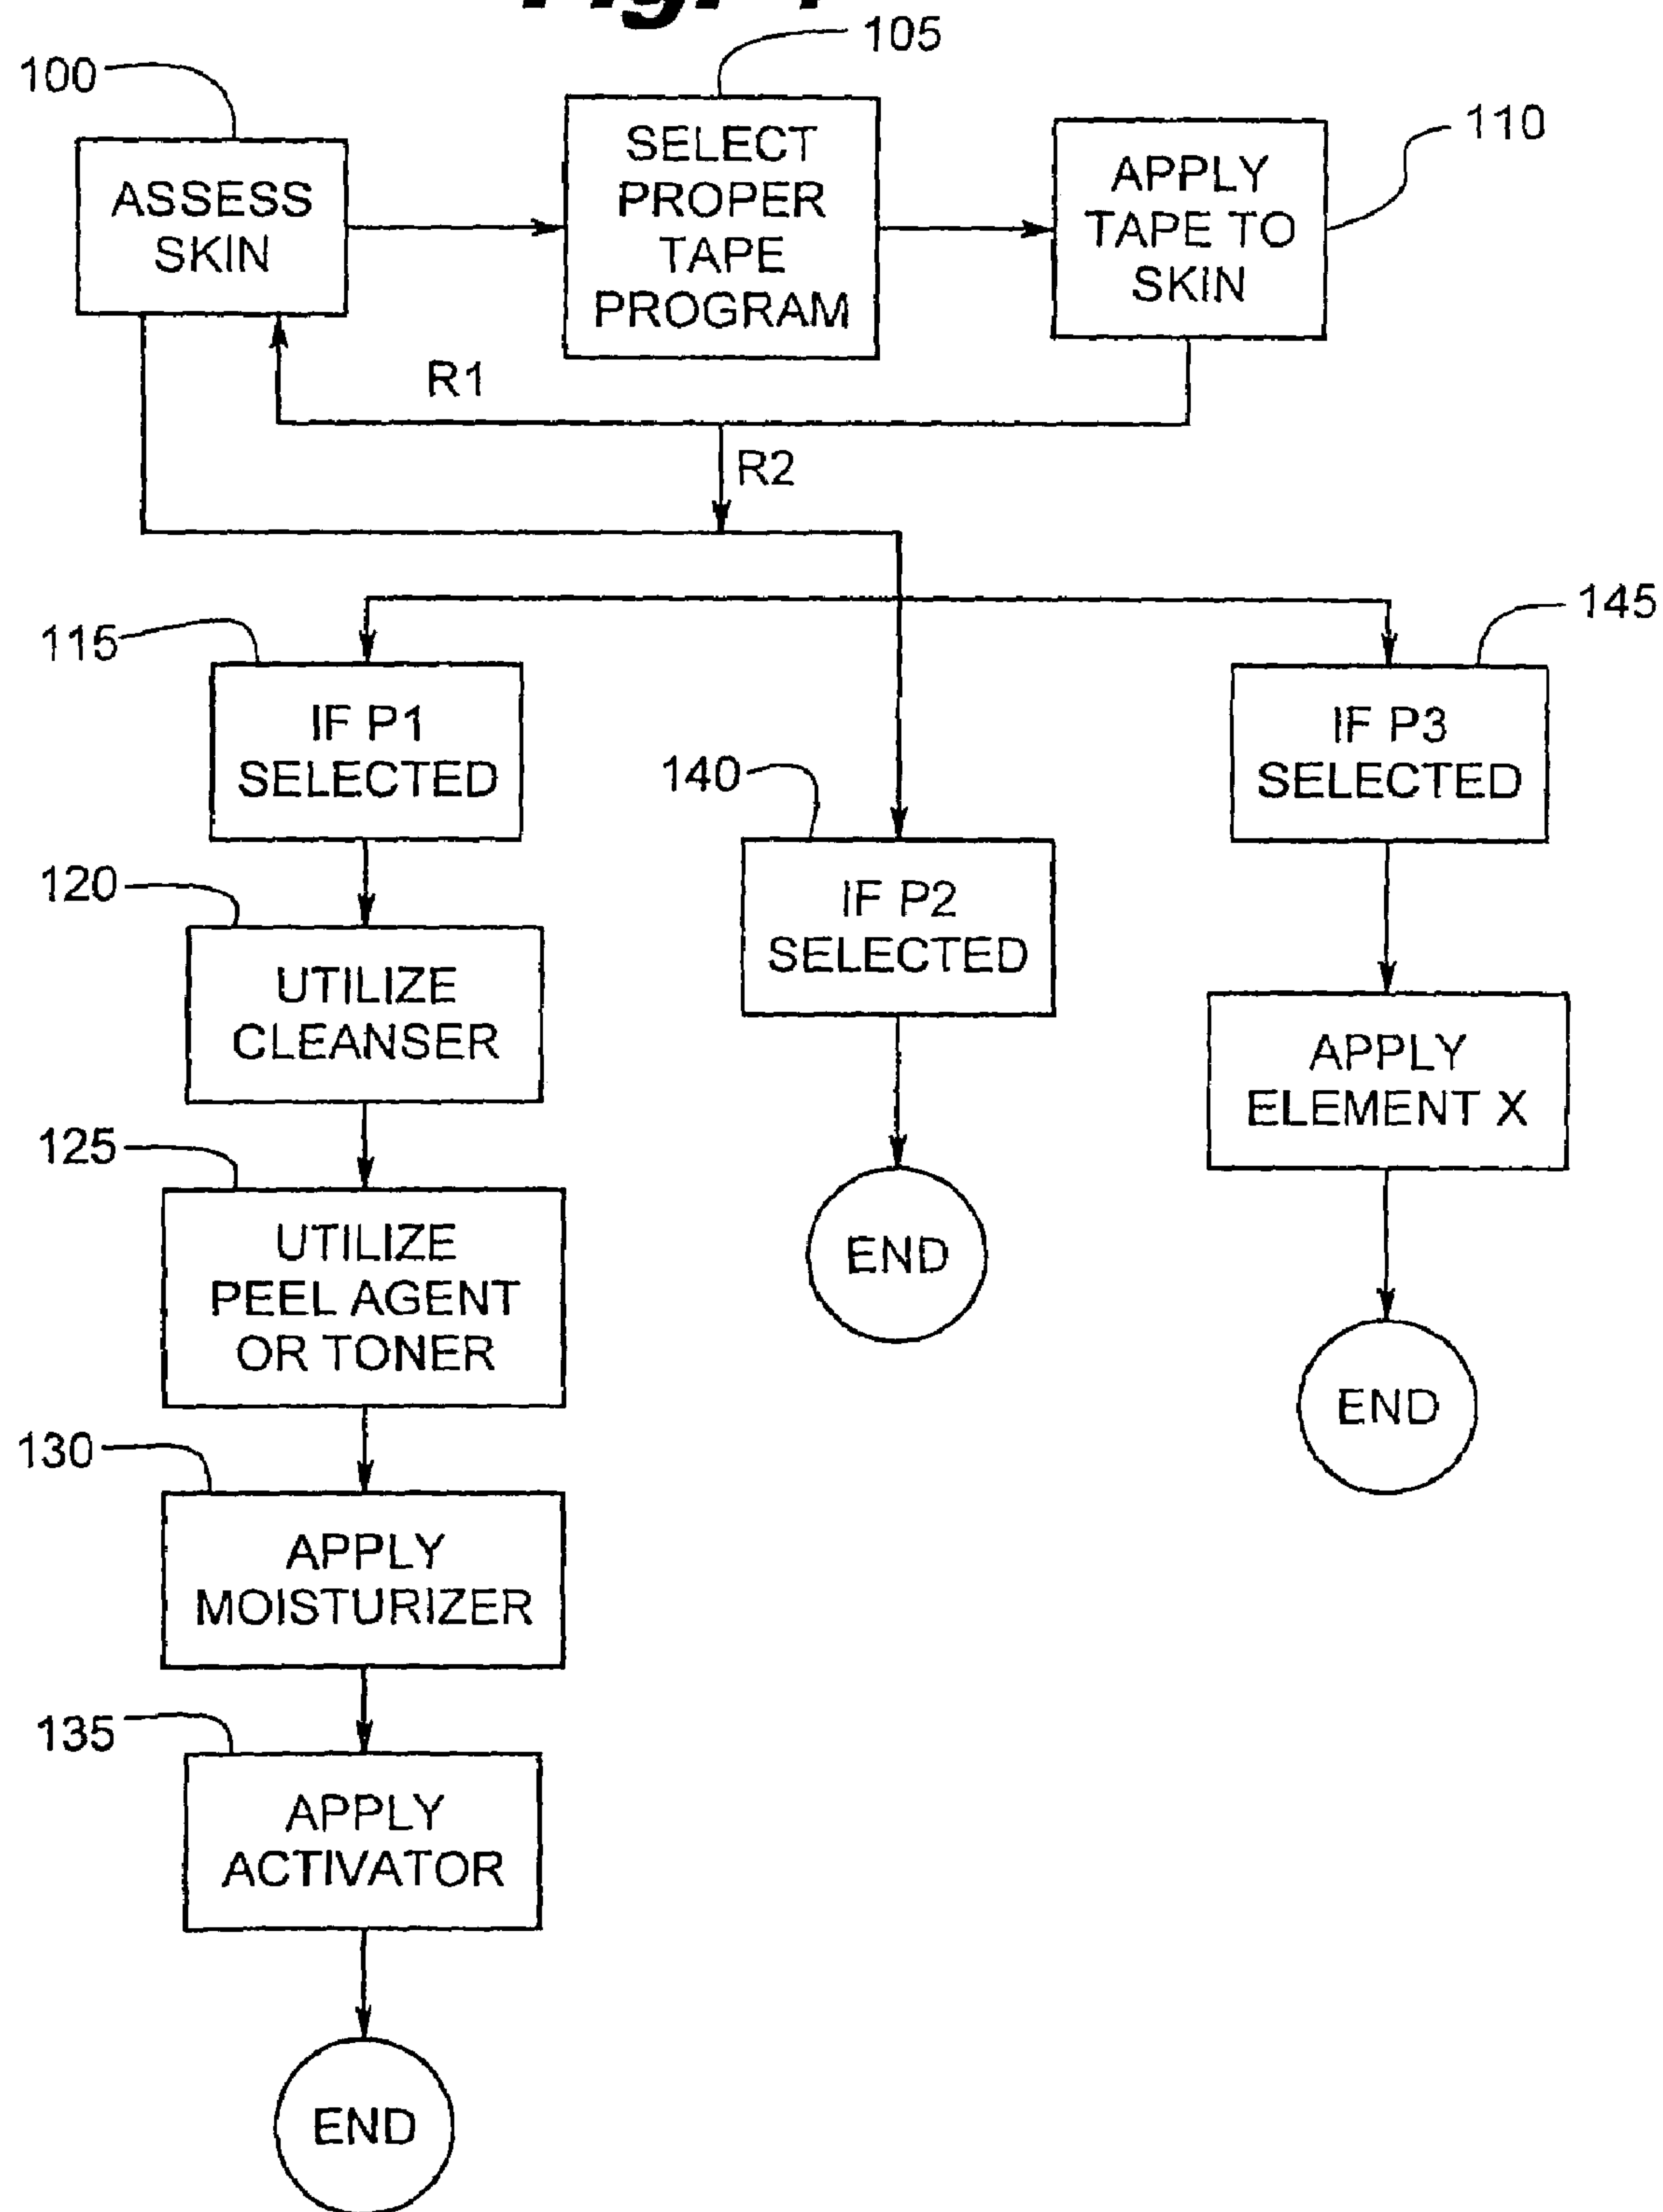 Fig.
105
100
110
ASSESS
SKIN
SELECT
PROPER
TAPE
PROGRAM
APPLY
TAPE TO
SKIN
R1
R2
115
145
IF P1
SELECTED
IF P3
SELECTED
140
120
IF P2
SELECTED
UTILIZE
CLEANSER
APPLY
ELEMENT X
125
UTILIZE
PEEL AGENT
OR TONER
END
END
130
APPLY
MOISTURIZER
135
APPLY
ACTIVATOR
END